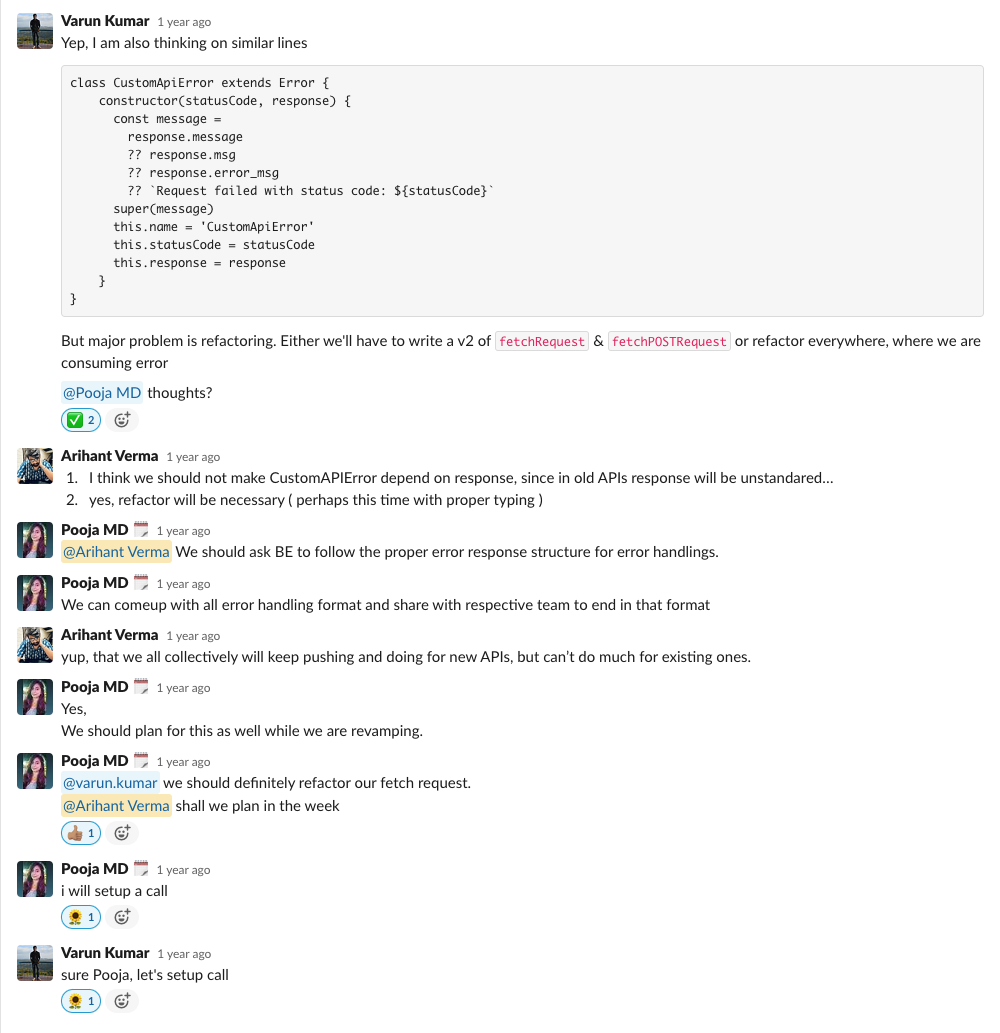 Varun Kumar 1 year ago
Yep, I am also thinking on similar lines
class CustomApiError extends Error {
    constructor(statusCode, response) {
      const message =
        response.message
        ?? response.msg
        ?? response.error_msg
        ?? `Request failed with status code: ${statusCode}`
      super(message)
      this.name = 'CustomApiError'
      this.statusCode = statusCode
      this.response = response
    }
}
But major problem is refactoring. Either we'll have to write a v2 of fetchRequest & fetchPOSTRequest or refactor everywhere, where we are
consuming error
@Pooja MD thoughts?
2
Arihant Verma 1 year ago
1. I think we should not make CustomAPIError depend on response, since in old APIs response will be unstandared...
2. yes, refactor will be necessary ( perhaps this time with proper typing )
Pooja MD 1 year ago
@Arihant Verma We should ask BE to follow the proper error response structure for error handlings.
Pooja MD 1 year ago
We can comeup with all error handling format and share with respective team to end in that format
Arihant Verma 1 year ago
yup, that we all collectively will keep pushing and doing for new APIs, but can't do much for existing ones.
Pooja MD 1 year ago
Yes,
We should plan for this as well while we are revamping.
Pooja MD 1 year ago
@varun.kumar we should definitely refactor our fetch request.
@Arihant Verma shall we plan in the week
1
Pooja MD 1 year ago
i will setup a call
1
Varun Kumar 1 year ago
sure Pooja, let's setup call
1